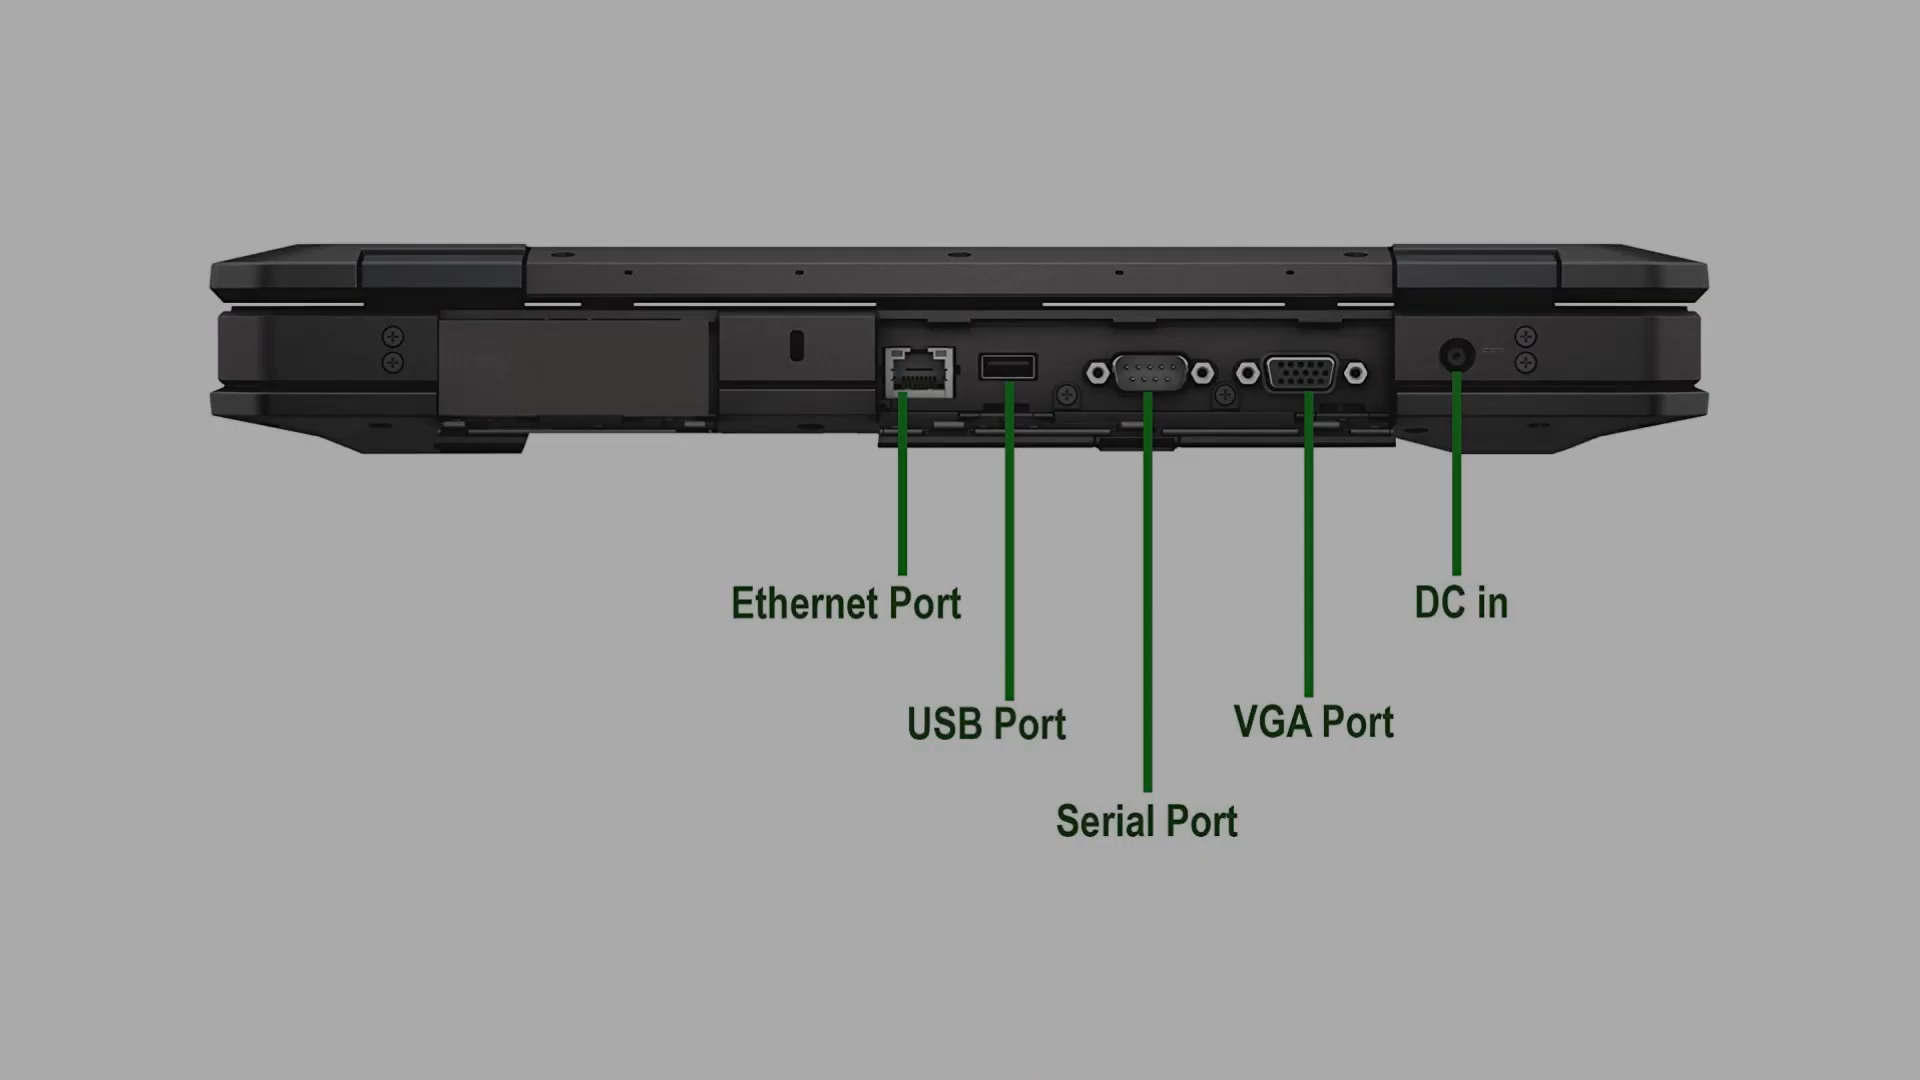 Ethernet Port
DC in
USB Port
VGA Port
Serial Port